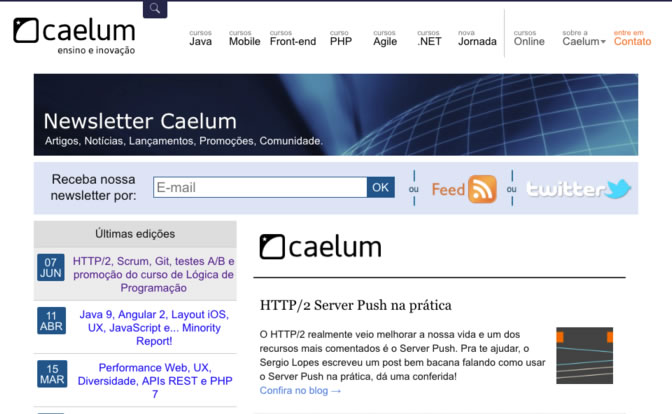 caelum
ensino e inovação
cursos
Java
cursos
Mobile
cursos
Front-end
curso
PHP
cursos
Agile
cursos
.NET
nova
Jornada
cursos
Online
sobre a
Caelum
entre em
Contato
Newsletter Caelum
Artigos, Notícias, Lançamentos, Promoções, Comunidade.
Receba nossa
newsletter por:
E-mail
OK
ou
Feed
ou
twitter
Últimas edições
07
JUN
HTTP/2, Scrum, Git, testes A/B e
promoção do curso de Lógica de
Programação
11
ABR
Java 9, Angular 2, Layout iOS,
UX, JavaScript e... Minority
Report!
15
MAR
Performance Web, UX,
Diversidade, APIs REST e PHP
7
caelum
HTTP/2 Server Push na prática
O HTTP/2 realmente veio melhorar a nossa vida e um dos
recursos mais comentados é o Server Push. Pra te ajudar, o
Sergio Lopes escreveu um post bem bacana falando como usar
o Server Push na prática, dá uma conferida!
Confira no blog →